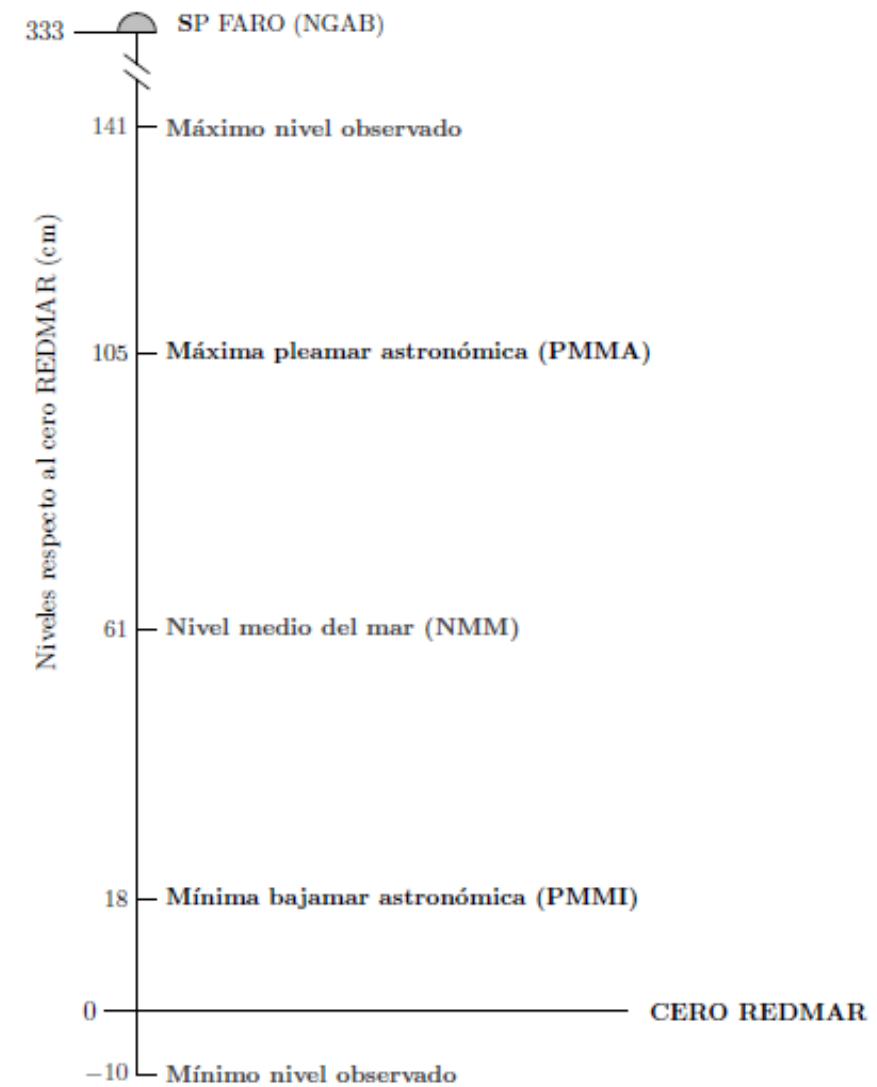 333 SP FARO (NGAB)
141 Máximo nivel observado
Niveles respecto al cero REDMAR (cm)
105 Máxima pleamar astronómica (PMMA)
61 Nivel medio del mar (NMM)
18 Mínima bajamar astronómica (PMMI)
0 CERO REDMAR
−10 Mínimo nivel observado